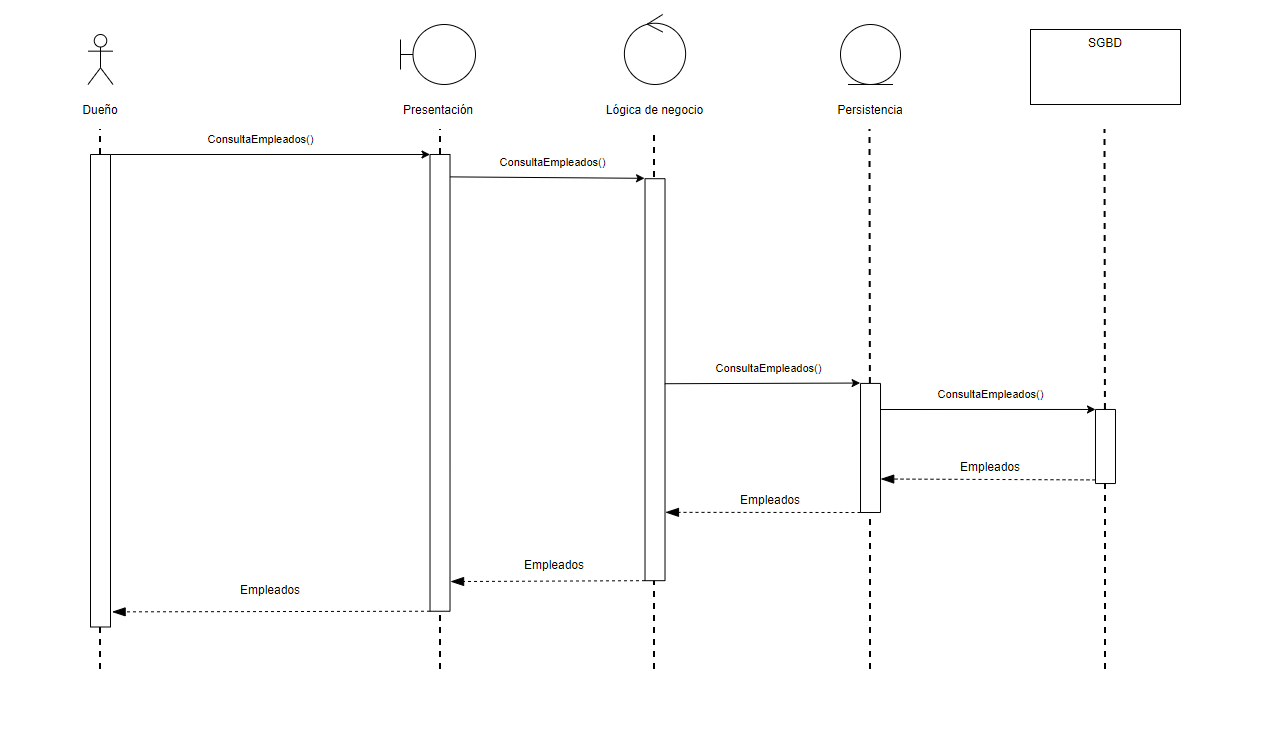 SGBD
Dueño
Presentación
Lógica de negocio
Persistencia
ConsultaEmpleados()
ConsultaEmpleados()
ConsultaEmpleados()
ConsultaEmpleados()
Empleados
Empleados
Empleados
Empleados